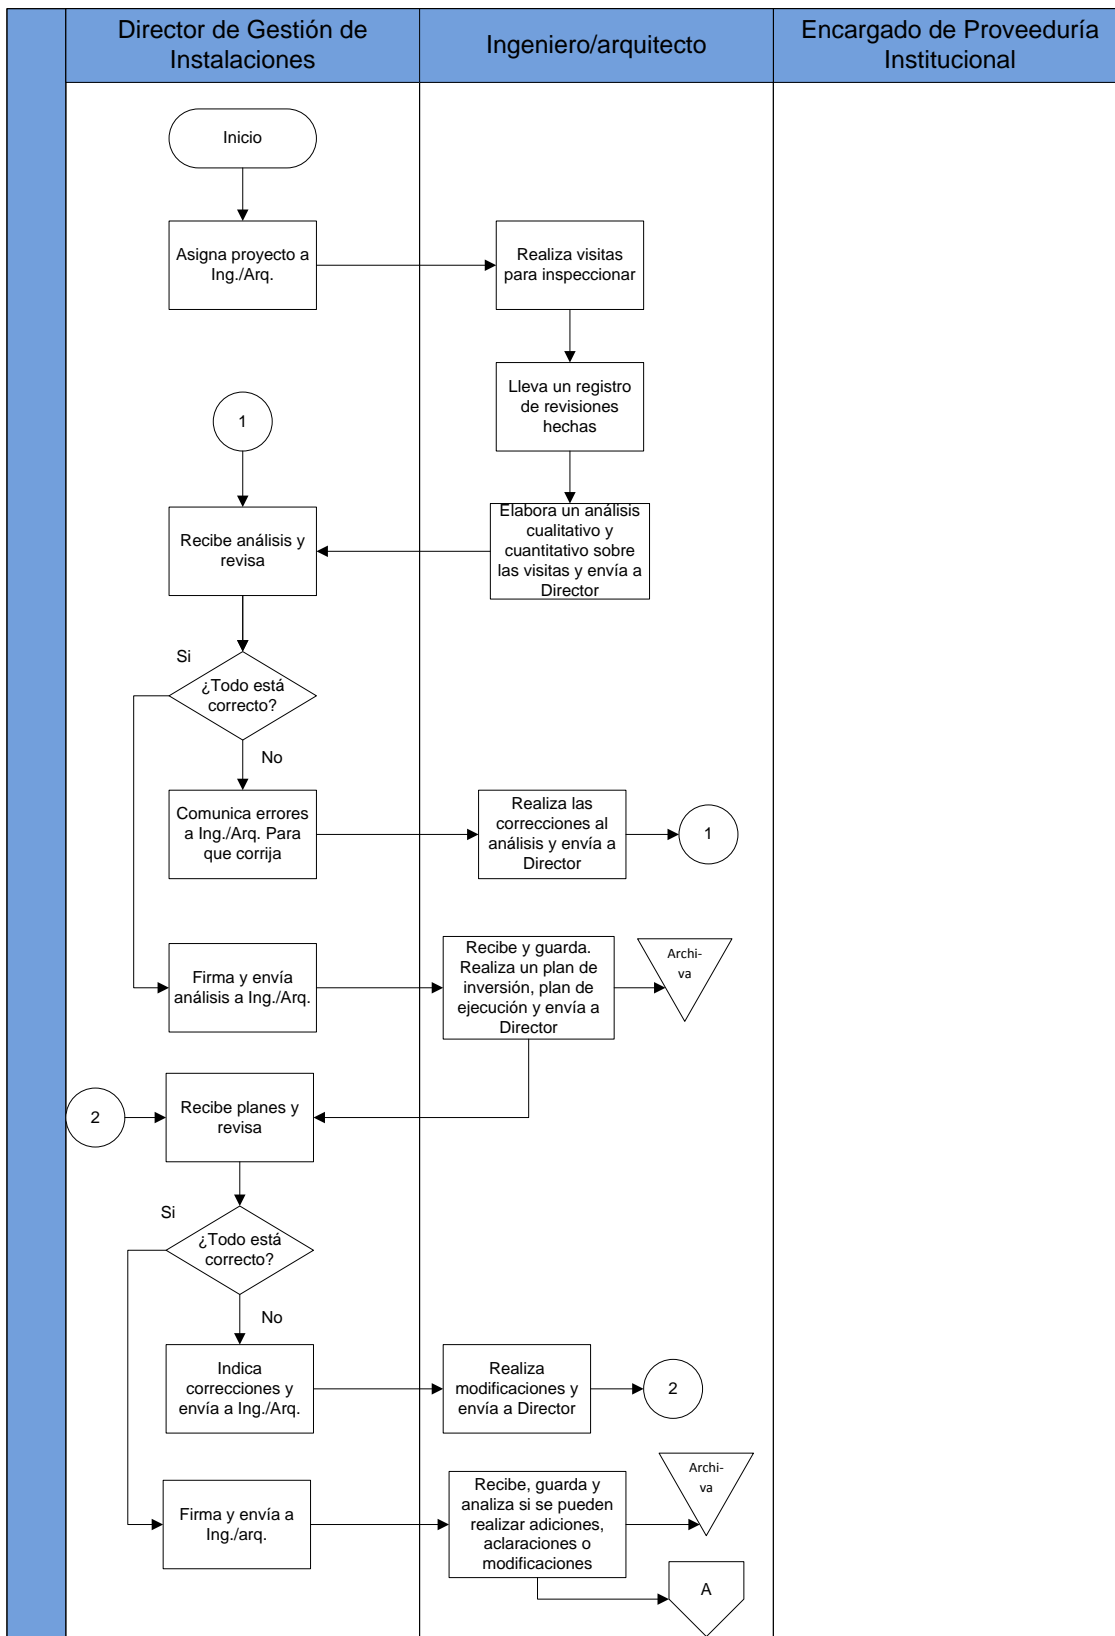 Director de Gestión de
Instalaciones
Ingeniero/arquitecto
Encargado de Proveeduría
Institucional
Inicio
Asigna proyecto a
Ing./Arq.
Realiza visitas
para inspeccionar
Lleva un registro
de revisiones
hechas
1
Recibe análisis y
revisa
Elabora un análisis
cualitativo y
cuantitativo sobre
las visitas y envía a
Director
Si
¿Todo está
correcto?
No
Comunica errores
a Ing./Arq. Para
que corrija
Realiza las
correcciones al
análisis y envía a
Director
1
Firma y envía
análisis a Ing./Arq.
Recibe y guarda.
Realiza un plan de
inversión, plan de
ejecución y envía a
Director
Archi-
va
2
Recibe planes y
revisa
Si
¿Todo está
correcto?
No
Indica
correcciones y
envía a Ing./Arq.
Realiza
modificaciones y
envía a Director
2
Firma y envía a
Ing./arq.
Recibe, guarda y
analiza si se pueden
realizar adiciones,
aclaraciones o
modificaciones
Archi-
va
A